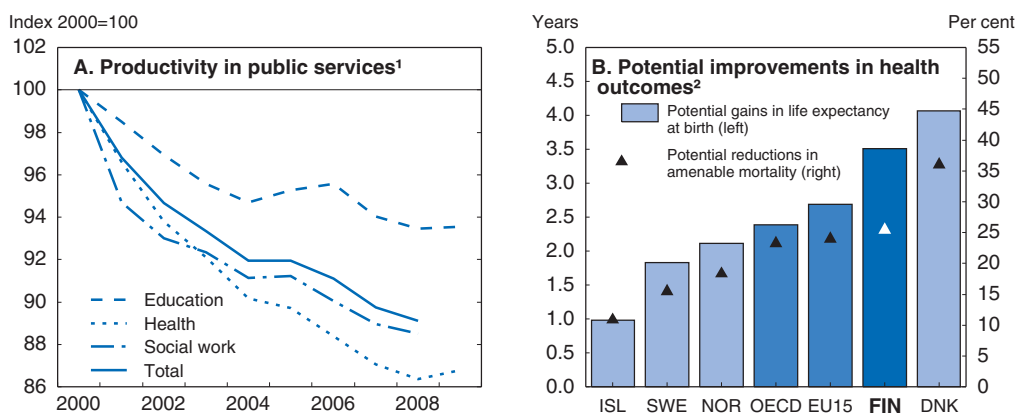 Index 2000=100
102
100
98
96
94
92
90
88
86
A. Productivity in public services¹
Education
Health
Social work
Total
2000 2002 2004 2006 2008
Years
Per cent
5.0
4.5
4.0
3.5
3.0
2.5
2.0
1.5
1.0
0.5
0.0
B. Potential improvements in health
outcomes²
Potential gains in life expectancy
at birth (left)
Potential reductions in
amenable mortality (right)
55
50
45
40
35
30
25
20
15
10
5
0
ISL SWE NOR OECD EU15 FIN DNK